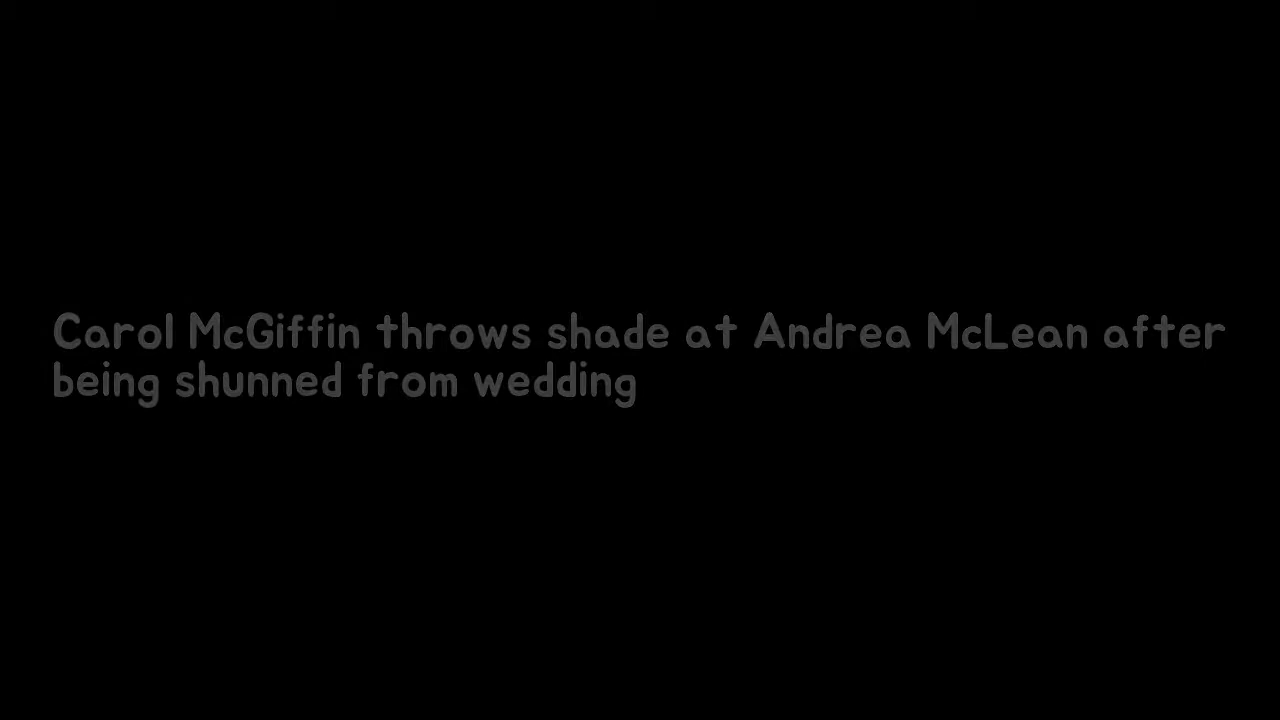 Carol McGiffin throws shade at Andrea McLean after
being shunned from wedding